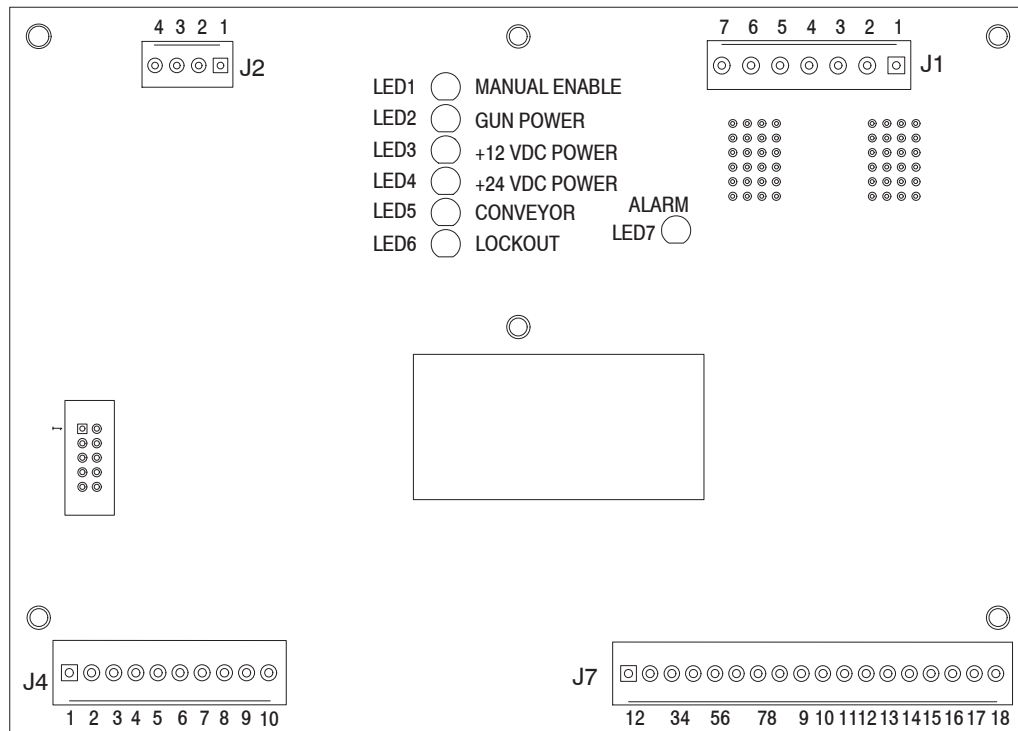 4 3 2 1
J2
7 6 5 4 3 2 1
J1
LED1 MANUAL ENABLE
LED2 GUN POWER
LED3 +12 VDC POWER
LED4 +24 VDC POWER
LED5 CONVEYOR
LED6 LOCKOUT
ALARM
LED7
1
J4
1 2 3 4 5 6 7 8 9 10
J7
12 34 56 78 9 10 1112 13 1415 16 17 18